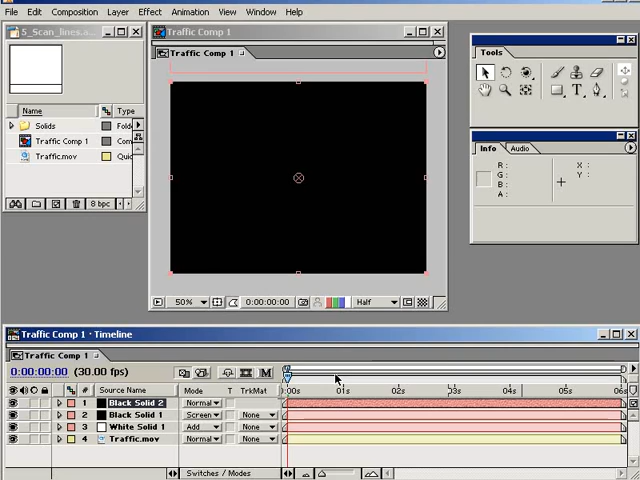 File Edit Composition Layer Effect Animation View Window Help
5_Scan_lines.a...
Name Type
Solids Folde
Traffic Comp 1 Com
Traffic.mov Quic
8 bpc
Traffic Comp 1
Traffic Comp 1
50% 0:00:00:00 Half
Tools
Info Audio
R : X :
G : Y :
B :
A :
Traffic Comp 1 · Timeline
Traffic Comp 1
0:00:00:00 (30.00 fps)
# Source Name Mode T TrkMat :00s 01s 02s 03s 04s 05s 06s
1 Black Solid 2 Normal
2 Black Solid 1 Screen None
3 White Solid 1 Add None
4 Traffic.mov Normal None
Switches / Modes